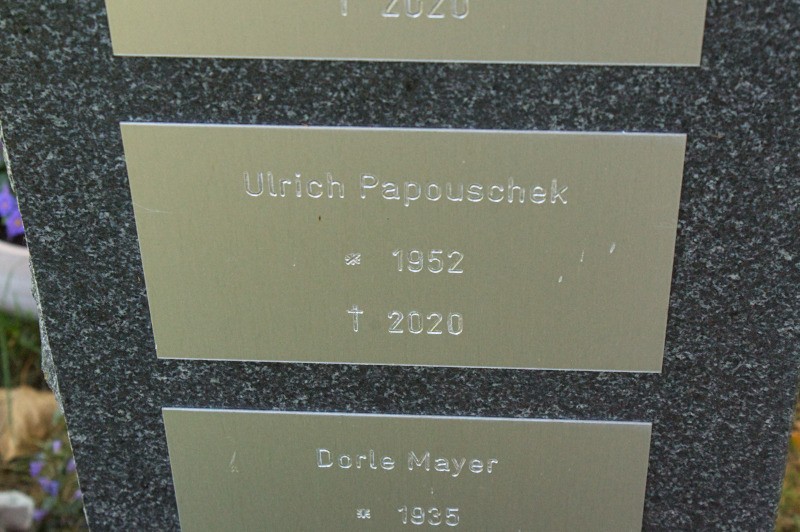 † 2020
Ulrich Papouschek
* 1952
† 2020
Dorle Mayer
* 1935